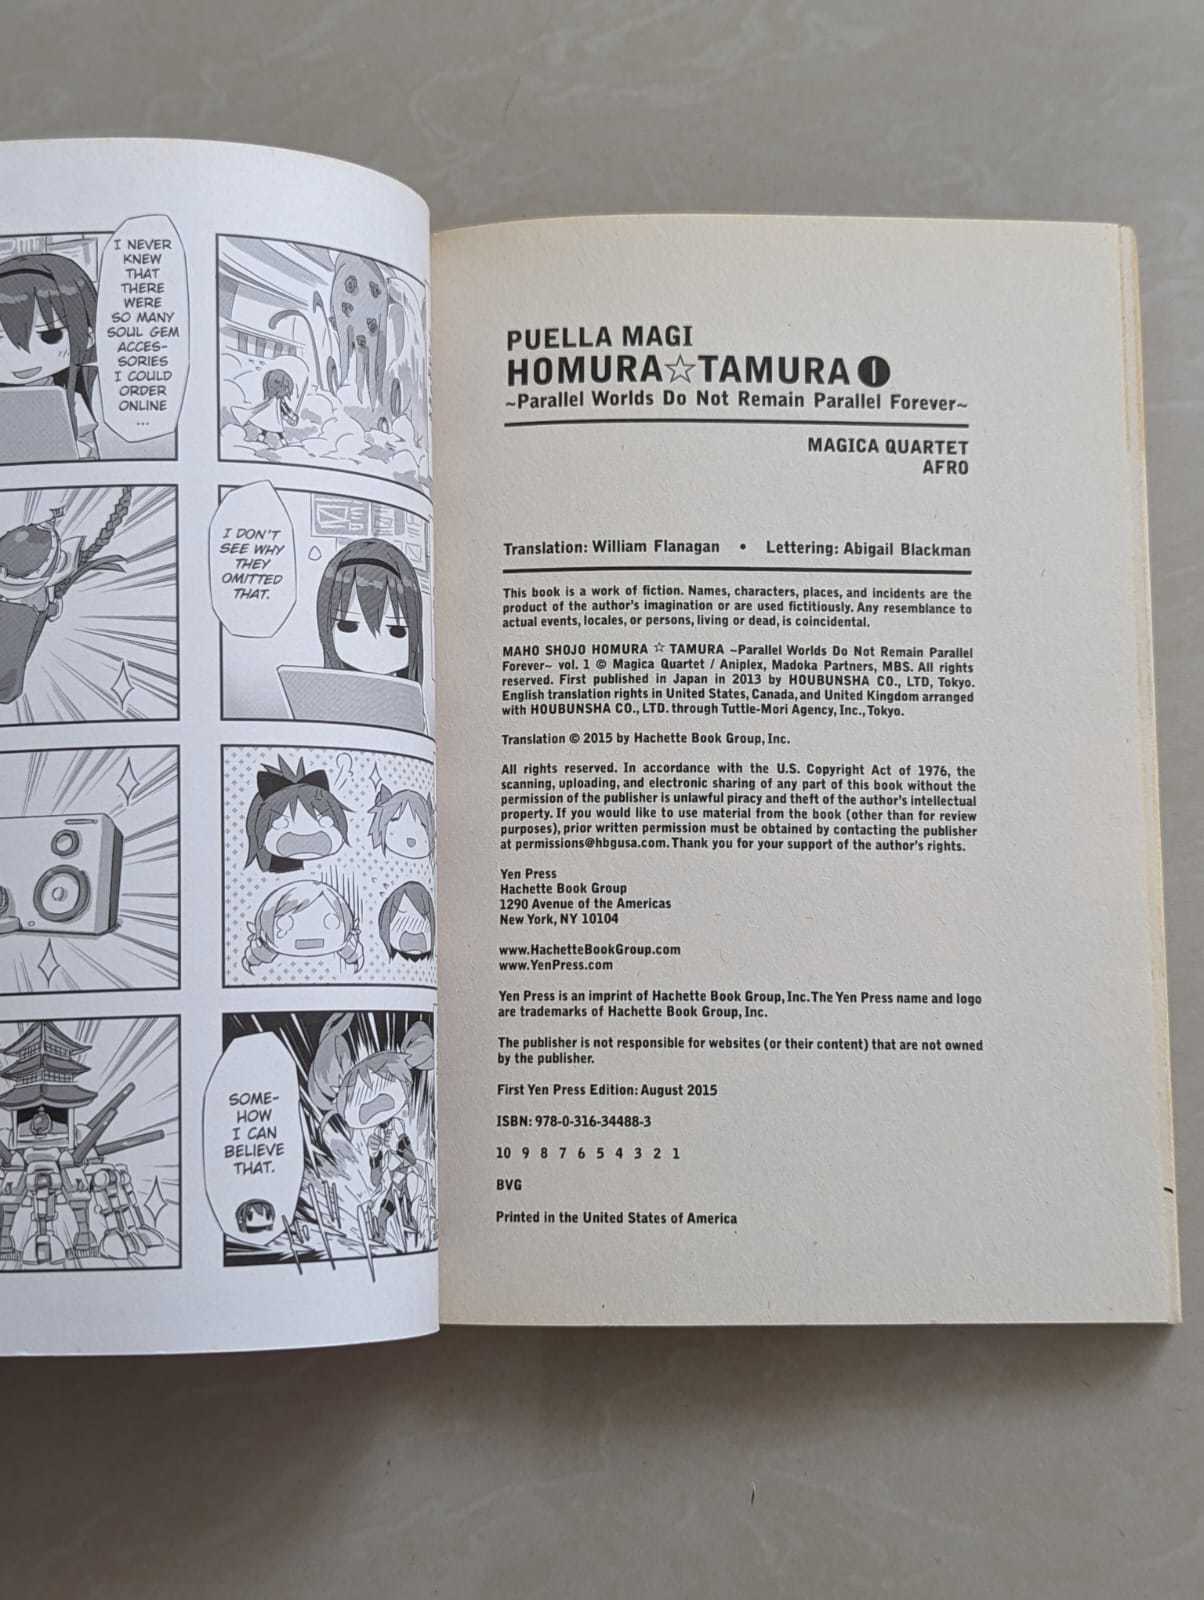 I NEVER
KNEW
THAT
THERE
WERE
SO MANY
SOUL GEM
ACCES-
SORIES
I COULD
ORDER
ONLINE
...
I DON'T
SEE WHY
THEY
OMITTED
THAT.
SOME-
HOW
I CAN
BELIEVE
THAT.
PUELLA MAGI
HOMURA☆TAMURA 1
~Parallel Worlds Do Not Remain Parallel Forever~
MAGICA QUARTET
AFRO
Translation: William Flanagan • Lettering: Abigail Blackman
This book is a work of fiction. Names, characters, places, and incidents are the
product of the author's imagination or are used fictitiously. Any resemblance to
actual events, locales, or persons, living or dead, is coincidental.
MAHO SHOJO HOMURA ☆ TAMURA ~Parallel Worlds Do Not Remain Parallel
Forever~ vol. 1 © Magica Quartet / Aniplex, Madoka Partners, MBS. All rights
reserved. First published in Japan in 2013 by HOUBUNSHA CO., LTD, Tokyo.
English translation rights in United States, Canada, and United Kingdom arranged
with HOUBUNSHA CO., LTD. through Tuttle-Mori Agency, Inc., Tokyo.
Translation © 2015 by Hachette Book Group, Inc.
All rights reserved. In accordance with the U.S. Copyright Act of 1976, the
scanning, uploading, and electronic sharing of any part of this book without the
permission of the publisher is unlawful piracy and theft of the author's intellectual
property. If you would like to use material from the book (other than for review
purposes), prior written permission must be obtained by contacting the publisher
at permissions@hbgusa.com. Thank you for your support of the author's rights.
Yen Press
Hachette Book Group
1290 Avenue of the Americas
New York, NY 10104
www.HachetteBookGroup.com
www.YenPress.com
Yen Press is an imprint of Hachette Book Group, Inc. The Yen Press name and logo
are trademarks of Hachette Book Group, Inc.
The publisher is not responsible for websites (or their content) that are not owned
by the publisher.
First Yen Press Edition: August 2015
ISBN: 978-0-316-34488-3
10 9 8 7 6 5 4 3 2 1
BVG
Printed in the United States of America